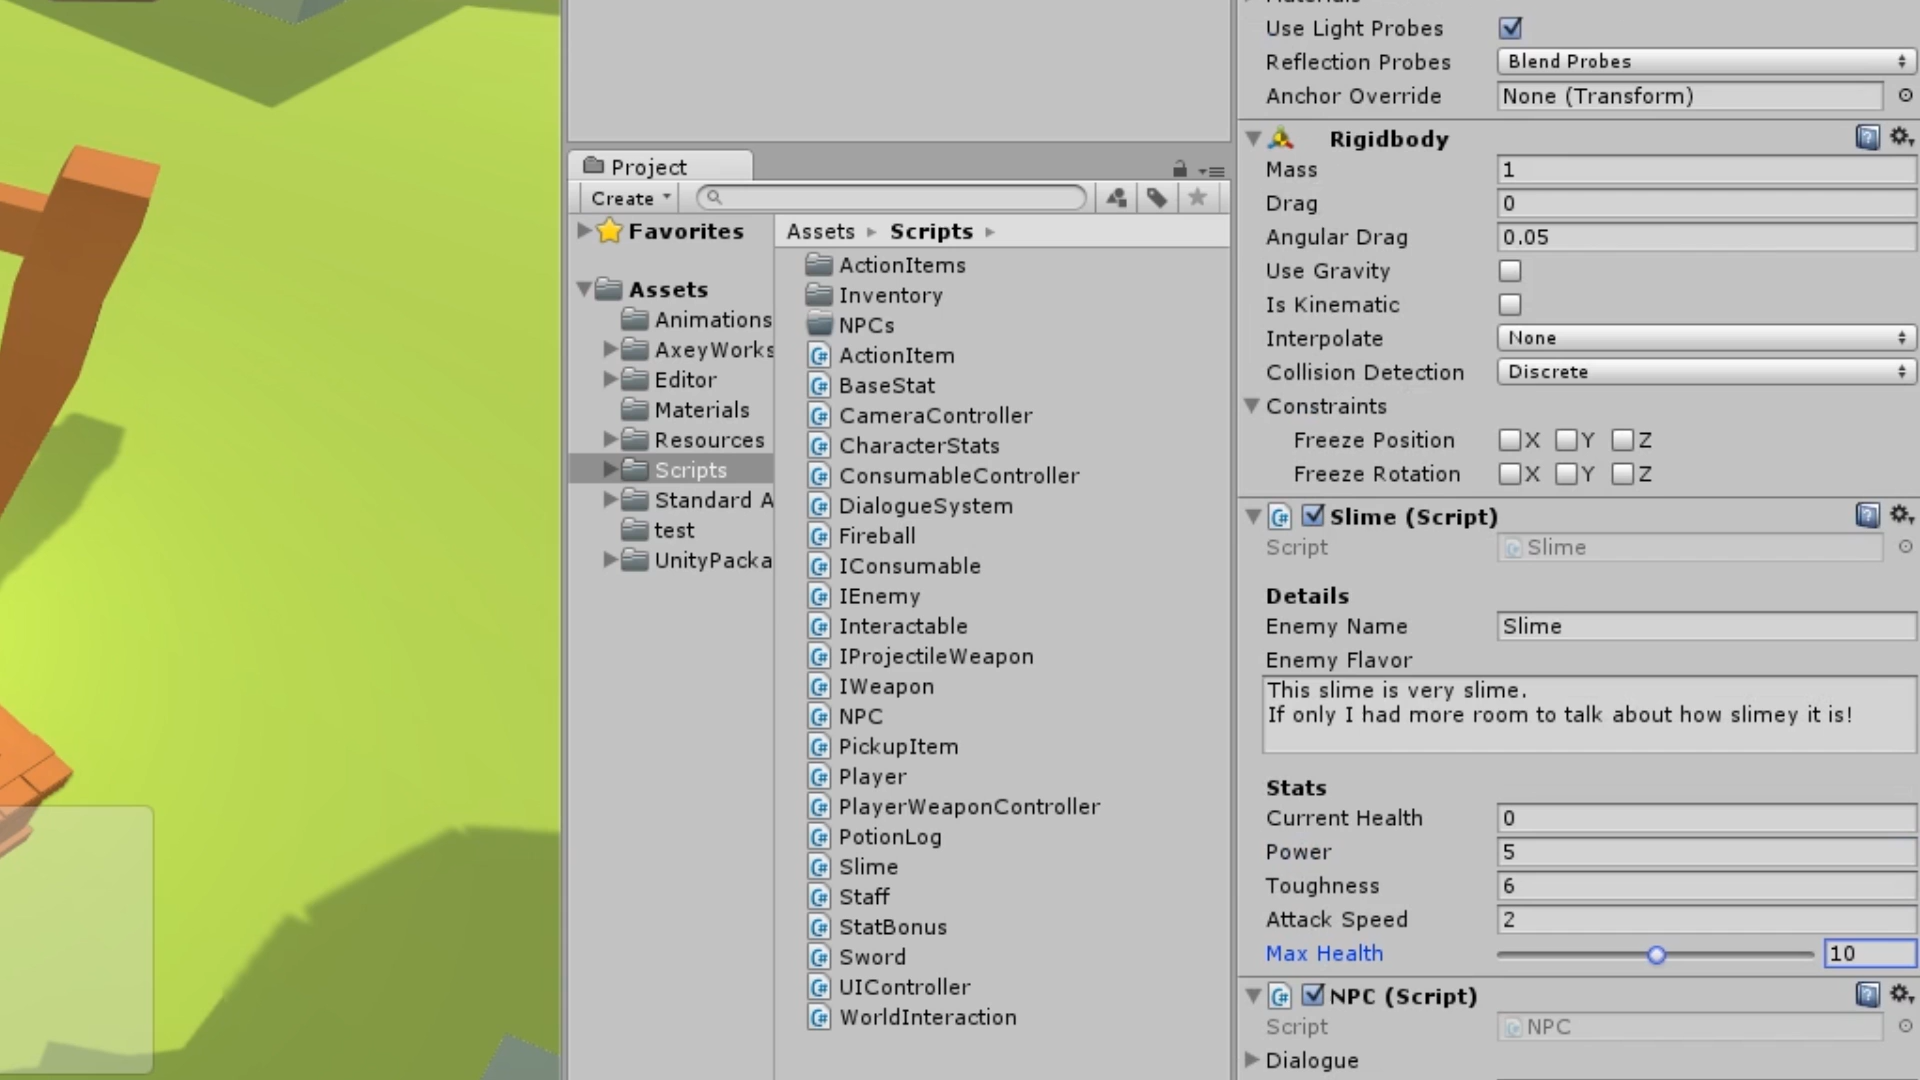 Project
Create
Favorites
Assets
Animations
AxeyWorks
Editor
Materials
Resources
Scripts
Standard A
test
UnityPacka
Assets Scripts
ActionItems
Inventory
NPCs
ActionItem
BaseStat
CameraController
CharacterStats
ConsumableController
DialogueSystem
Fireball
IConsumable
IEnemy
Interactable
IProjectileWeapon
IWeapon
NPC
PickupItem
Player
PlayerWeaponController
PotionLog
Slime
Staff
StatBonus
Sword
UIController
WorldInteraction
Use Light Probes
Reflection Probes Blend Probes
Anchor Override None (Transform)
Rigidbody
Mass 1
Drag 0
Angular Drag 0.05
Use Gravity
Is Kinematic
Interpolate None
Collision Detection Discrete
Constraints
Freeze Position X Y Z
Freeze Rotation X Y Z
Slime (Script)
Script Slime
Details
Enemy Name Slime
Enemy Flavor
This slime is very slime.
If only I had more room to talk about how slimey it is!
Stats
Current Health 0
Power 5
Toughness 6
Attack Speed 2
Max Health 10
NPC (Script)
Script NPC
Dialogue